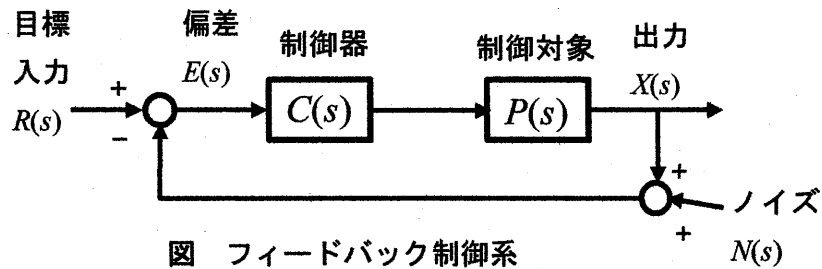 目標
入力
R(s)
+
−
偏差
E(s)
制御器
C(s)
制御対象
P(s)
出力
X(s)
+
+
ノイズ
N(s)
図 フィードバック制御系